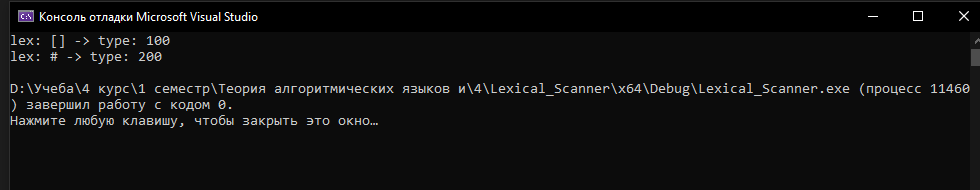 Консоль отладки Microsoft Visual Studio
lex: [] -> type: 100
lex: # -> type: 200
D:\Учеба\4 курс\1 семестр\Теория алгоритмических языков и\4\Lexical_Scanner\x64\Debug\Lexical_Scanner.exe (процесс 11460
) завершил работу с кодом 0.
Нажмите любую клавишу, чтобы закрыть это окно…